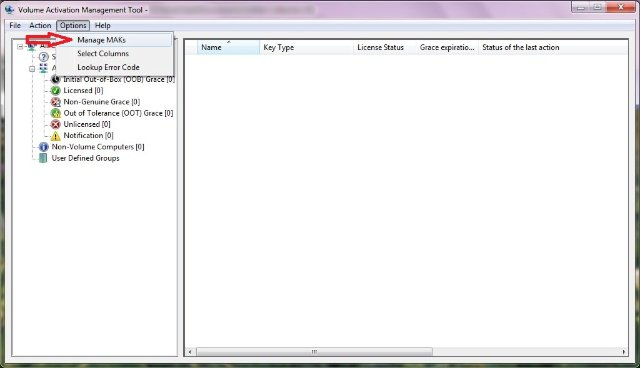 Volume Activation Management Tool -
File Action Options Help
Manage MAKs
Select Columns
Lookup Error Code
Name Key Type License Status Grace expiratio... Status of the last action
Initial Out-of-Box (OOB) Grace [0]
Licensed [0]
Non-Genuine Grace [0]
Out of Tolerance (OOT) Grace [0]
Unlicensed [0]
Notification [0]
Non-Volume Computers [0]
User Defined Groups